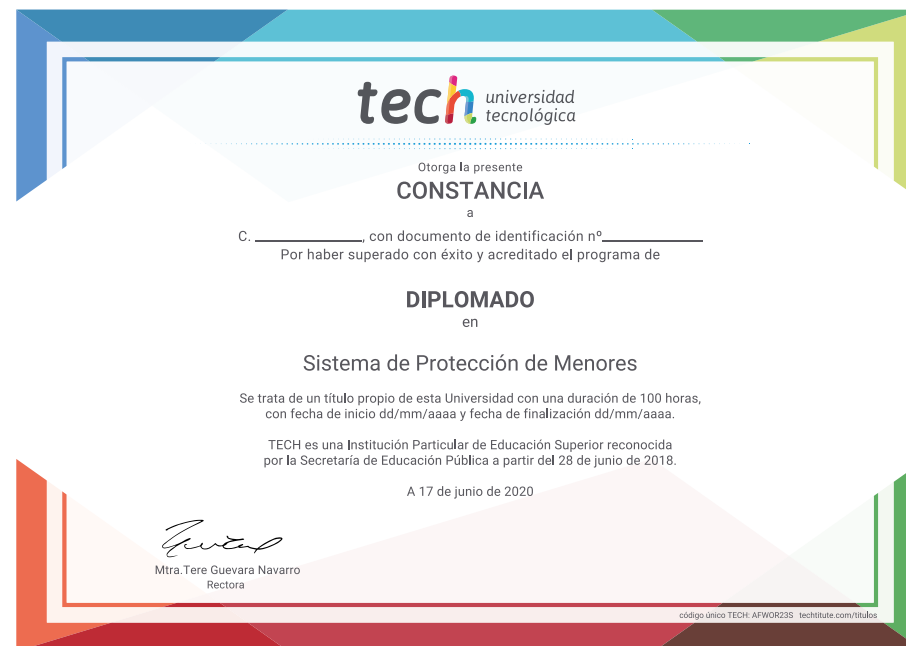 tech universidad
tecnológica
Otorga la presente
CONSTANCIA
a
C. ____________, con documento de identificación nº____________
Por haber superado con éxito y acreditado el programa de
DIPLOMADO
en
Sistema de Protección de Menores
Se trata de un título propio de esta Universidad con una duración de 100 horas,
con fecha de inicio dd/mm/aaaa y fecha de finalización dd/mm/aaaa.
TECH es una Institución Particular de Educación Superior reconocida
por la Secretaría de Educación Pública a partir del 28 de junio de 2018.
A 17 de junio de 2020
Mtra.Tere Guevara Navarro
Rectora
código único TECH: AFWOR23S techtitute.com/titulos